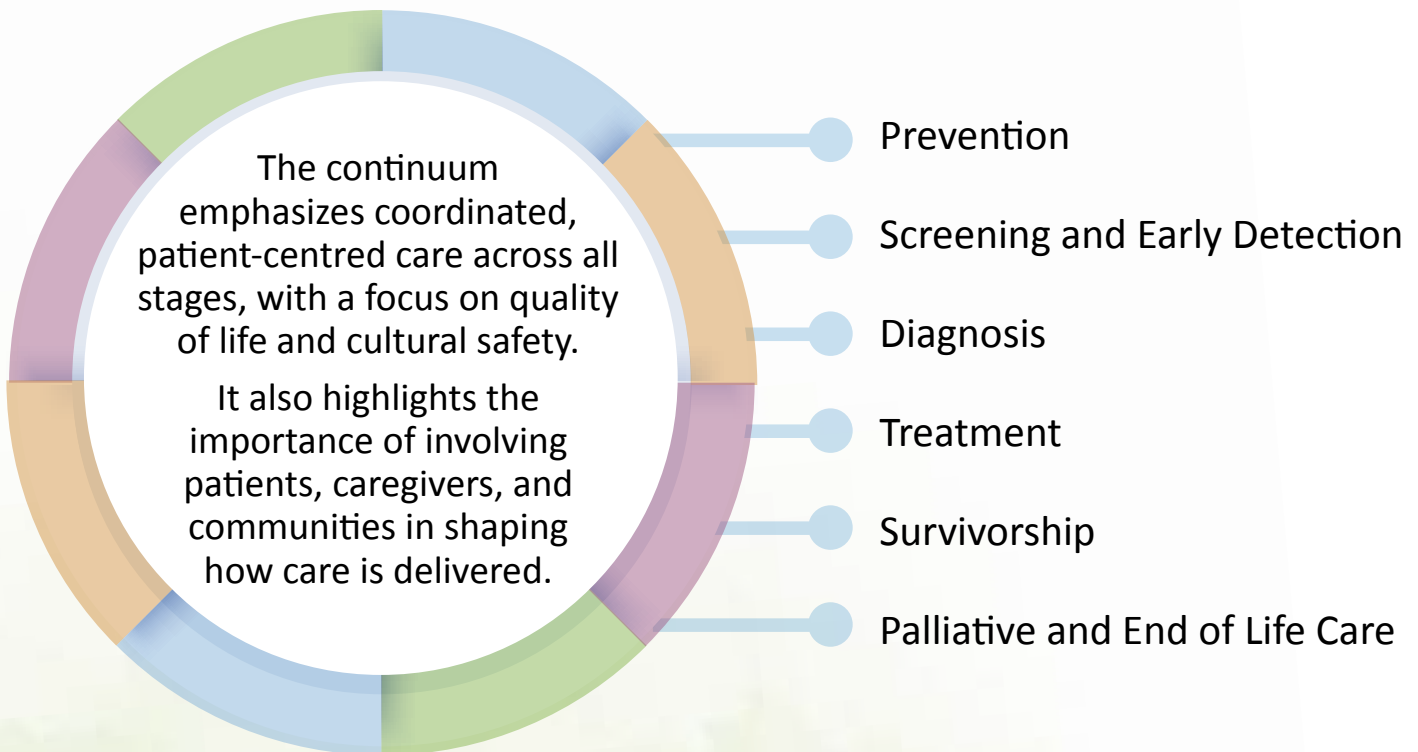 The continuum
emphasizes coordinated,
patient-centred care across all
stages, with a focus on quality
of life and cultural safety.
It also highlights the
importance of involving
patients, caregivers, and
communities in shaping
how care is delivered.
Prevention
Screening and Early Detection
Diagnosis
Treatment
Survivorship
Palliative and End of Life Care